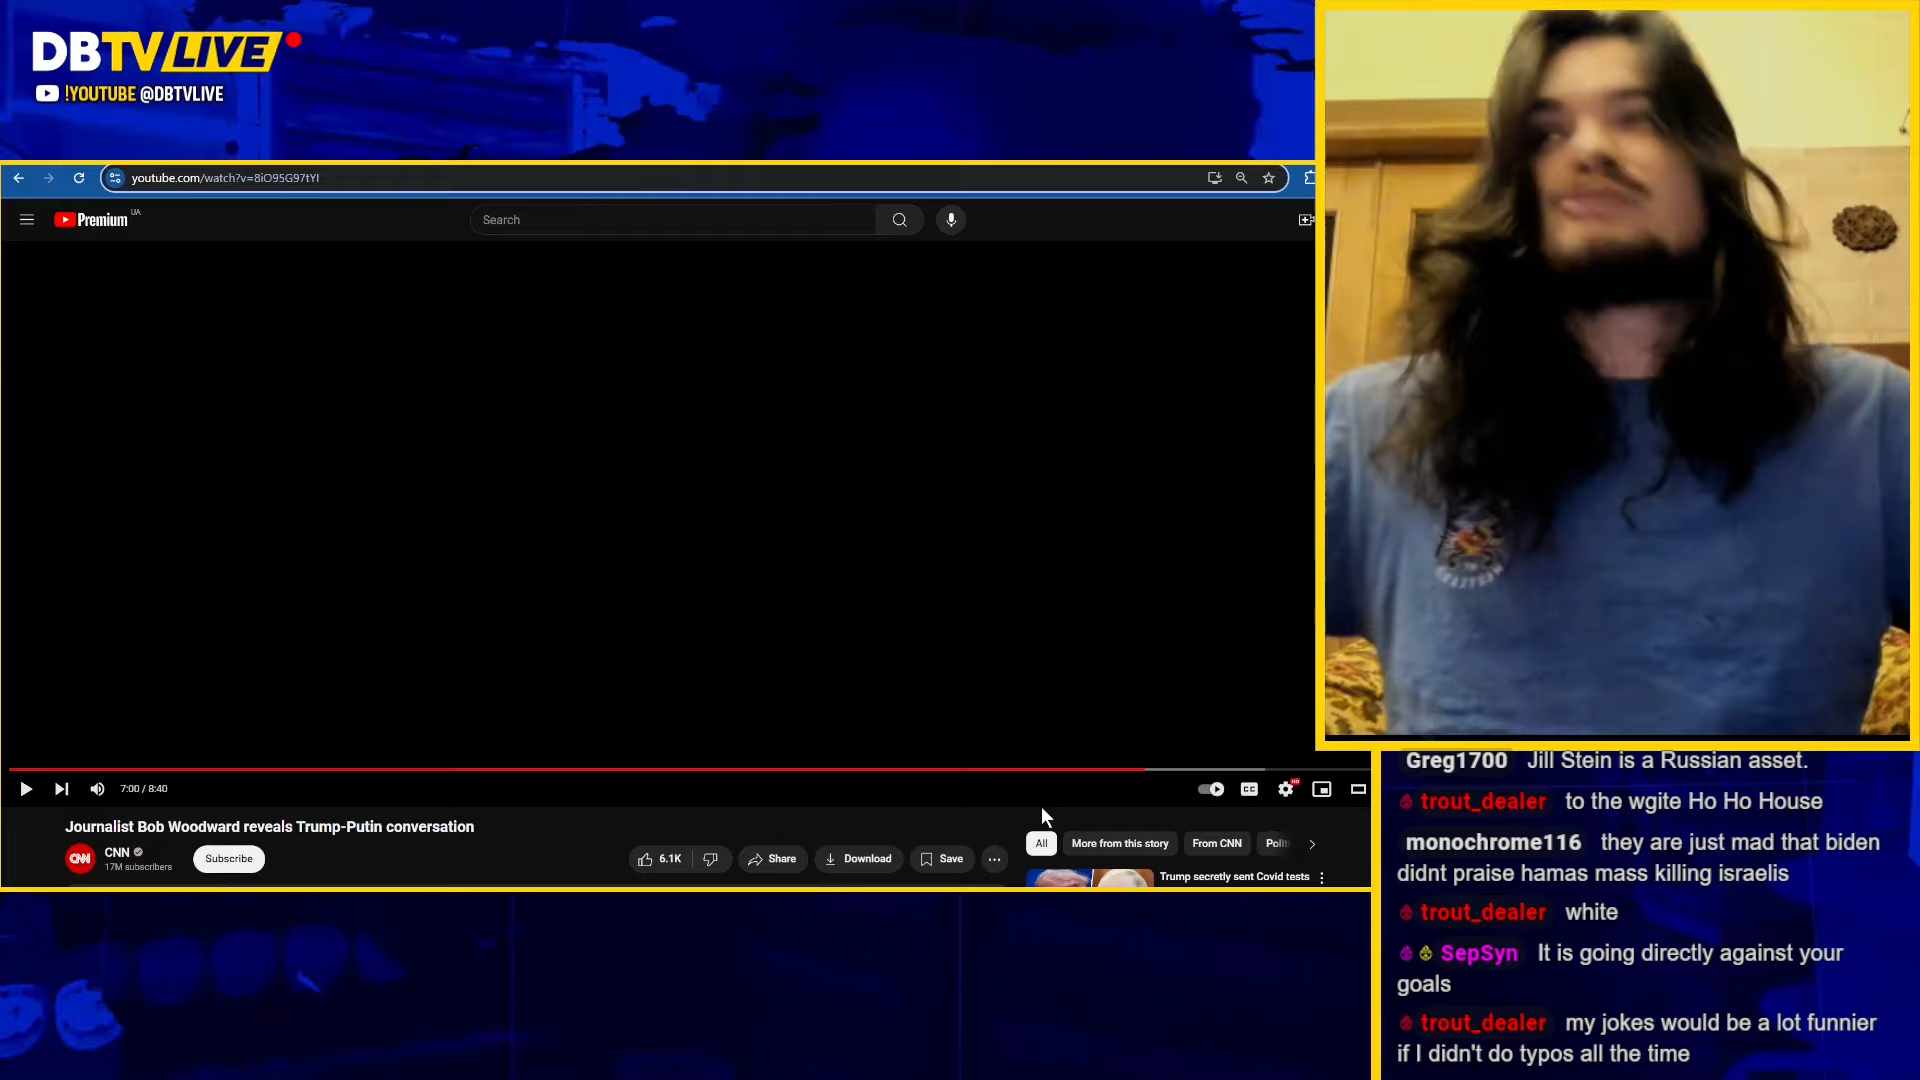 DBTV LIVE
!YOUTUBE @DBTVLIVE
youtube.com/watch?v=8iO95G97tYI
Premium UA
Search
7:00 / 8:40
CC
HD
Journalist Bob Woodward reveals Trump-Putin conversation
CNN
CNN
17M subscribers
Subscribe
6.1K
Share
Download
Save
All
More from this story
From CNN
Politi
Trump secretly sent Covid tests
Greg1700 Jill Stein is a Russian asset.
trout_dealer to the wgite Ho Ho House
monochrome116 they are just mad that biden
didnt praise hamas mass killing israelis
trout_dealer white
SepSyn It is going directly against your
goals
trout_dealer my jokes would be a lot funnier
if I didn't do typos all the time